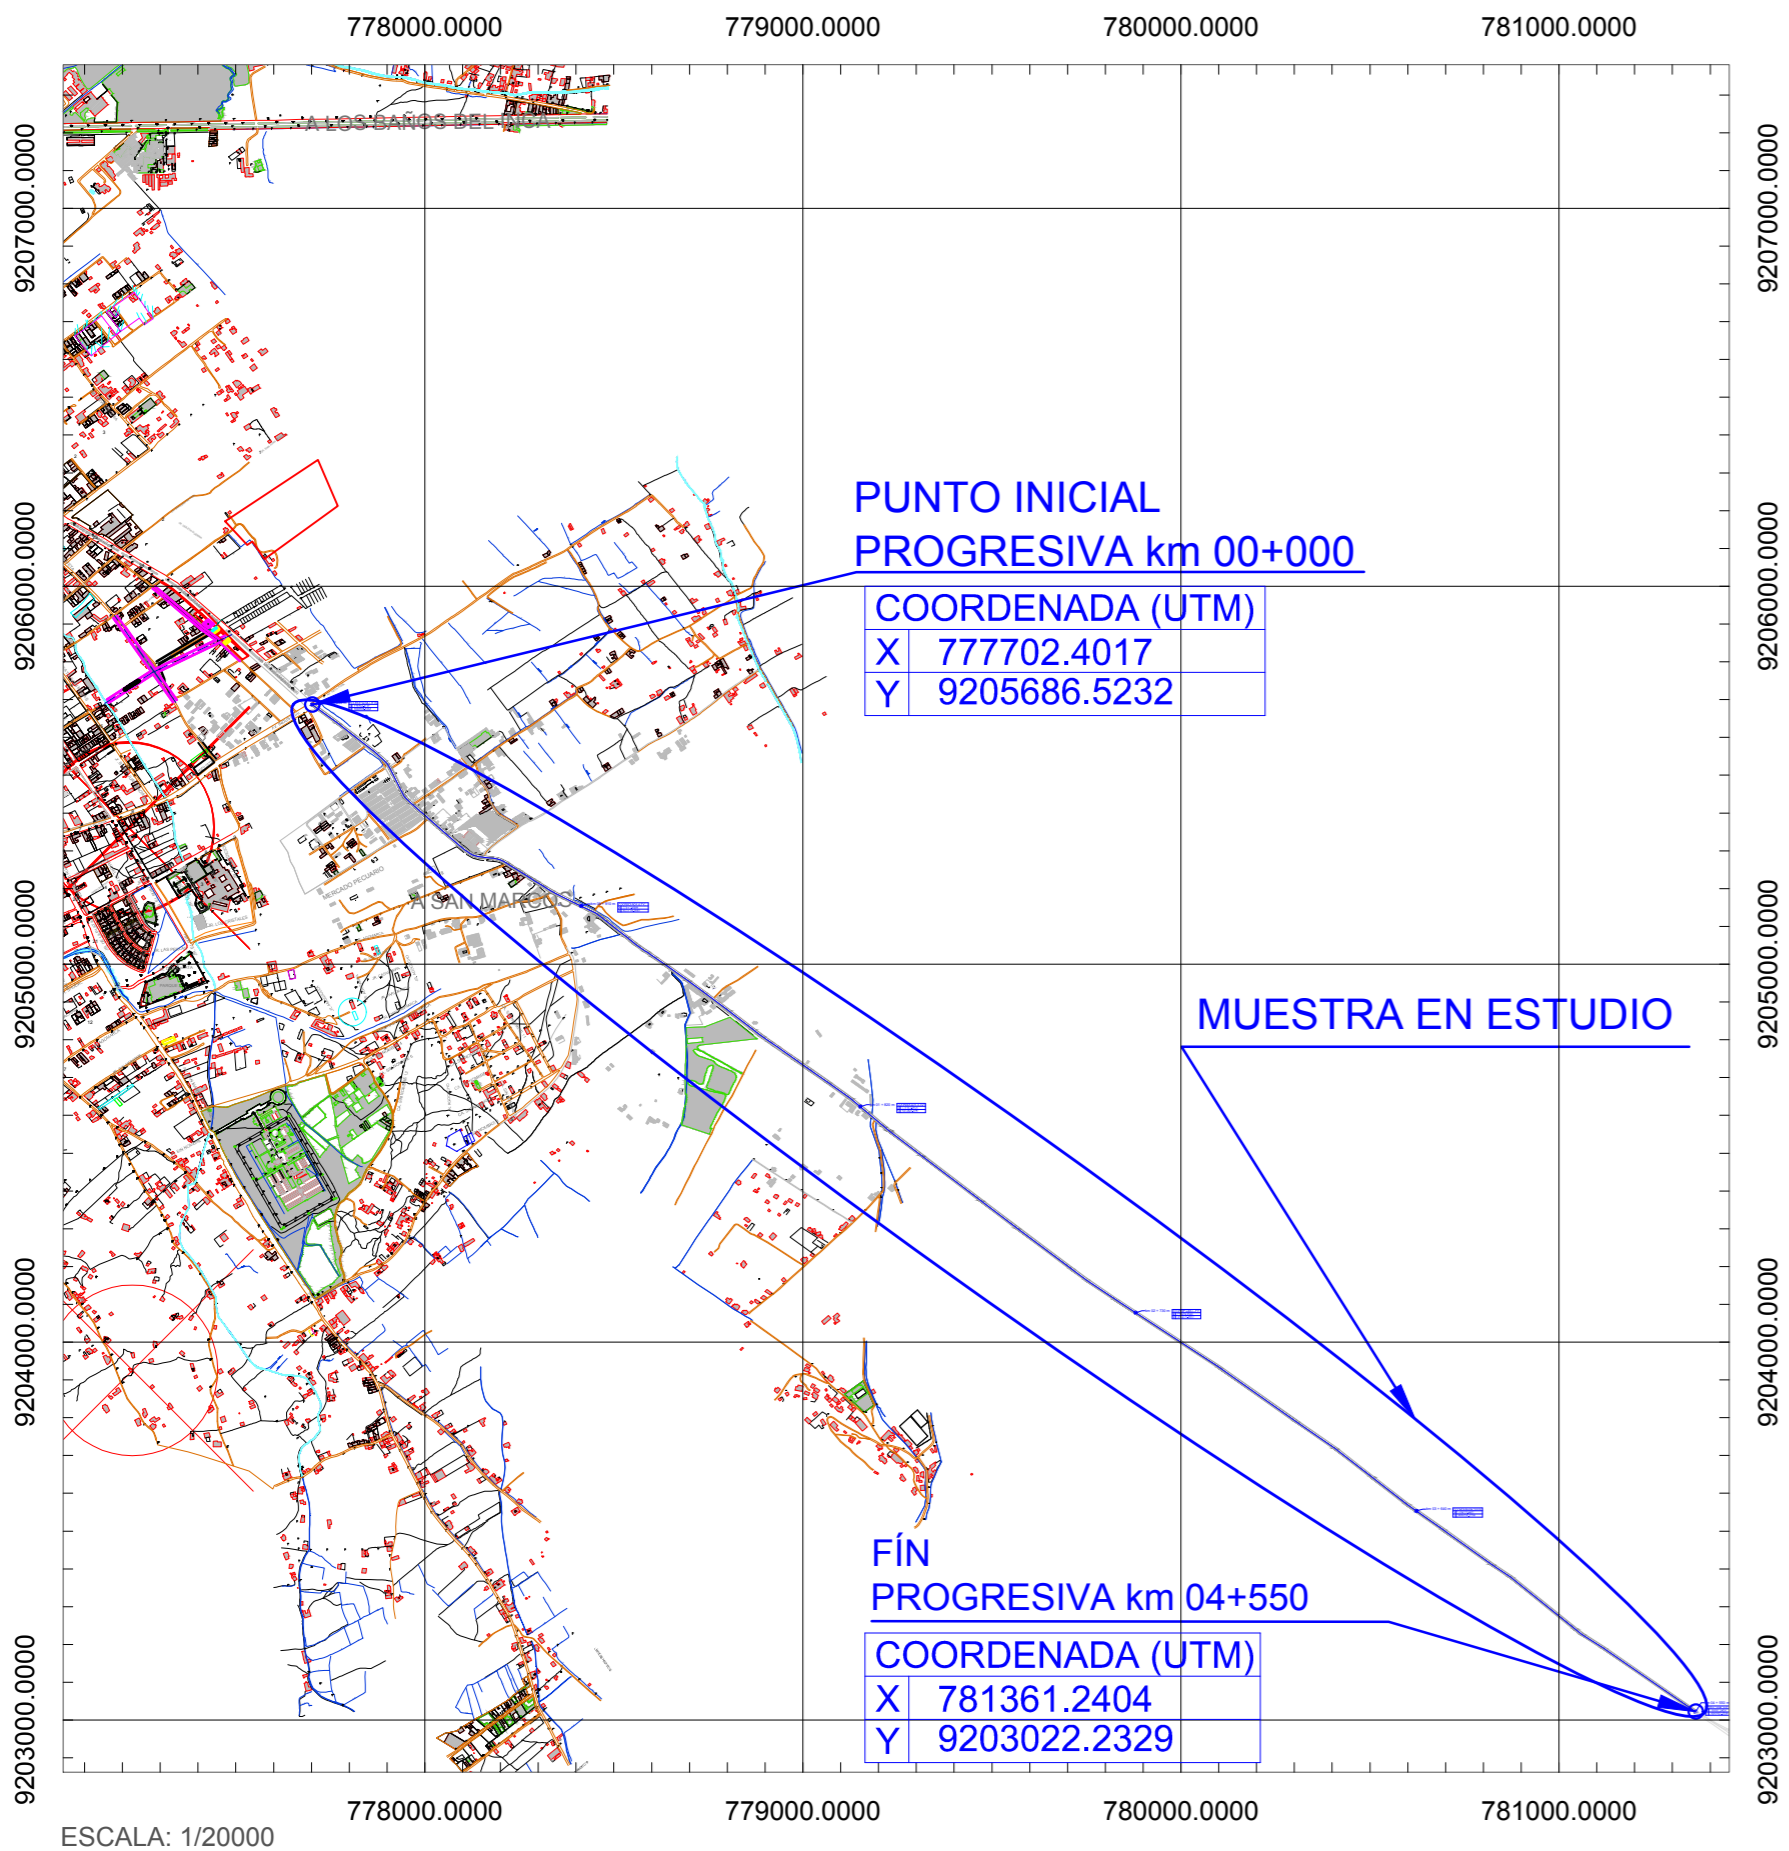 778000.0000
779000.0000
780000.0000
781000.0000
A LOS BAÑOS DEL INCA
9207000.0000
9207000.0000
PUNTO INICIAL
PROGRESIVA km 00+000
9206000.0000
9206000.0000
COORDENADA (UTM)
X 777702.4017
Y 9205686.5232
MERCADO PECUARIO
A SAN MARCOS
9205000.0000
9205000.0000
MUESTRA EN ESTUDIO
9204000.0000
9204000.0000
FÍN
PROGRESIVA km 04+550
COORDENADA (UTM)
X 781361.2404
Y 9203022.2329
9203000.0000
9203000.0000
778000.0000
779000.0000
780000.0000
781000.0000
ESCALA: 1/20000